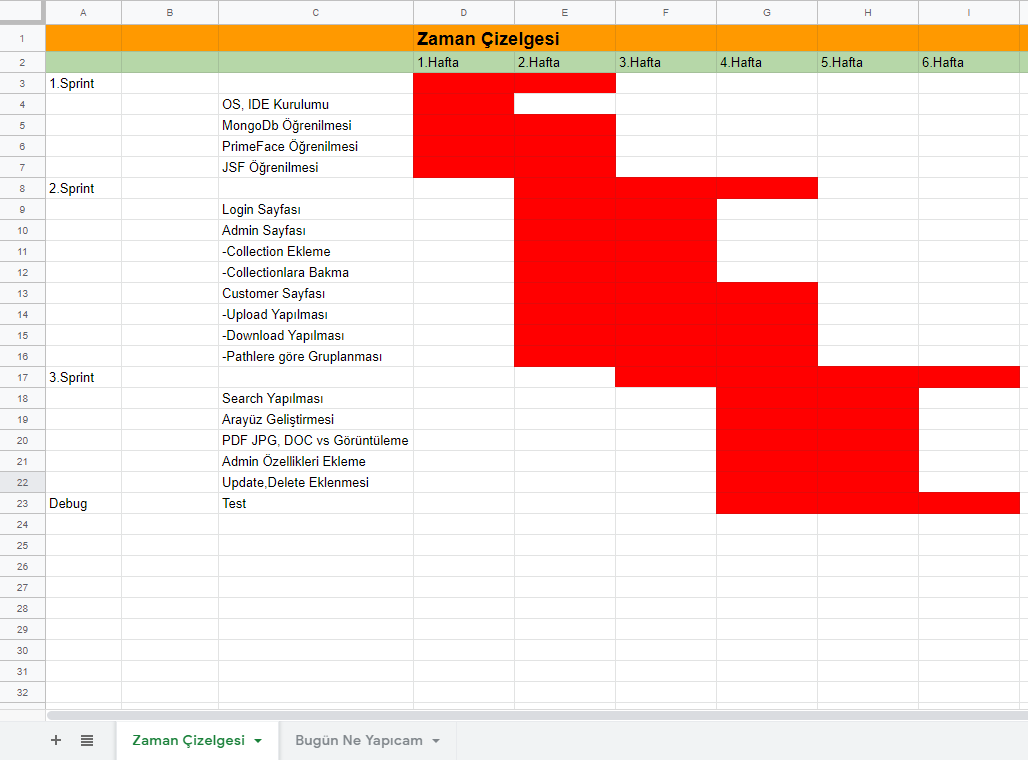 A B C D E F G H I
1 Zaman Çizelgesi
2 1.Hafta 2.Hafta 3.Hafta 4.Hafta 5.Hafta 6.Hafta
3 1.Sprint
4 OS, IDE Kurulumu
5 MongoDb Öğrenilmesi
6 PrimeFace Öğrenilmesi
7 JSF Öğrenilmesi
8 2.Sprint
9 Login Sayfası
10 Admin Sayfası
11 -Collection Ekleme
12 -Collectionlara Bakma
13 Customer Sayfası
14 -Upload Yapılması
15 -Download Yapılması
16 -Pathlere göre Gruplanması
17 3.Sprint
18 Search Yapılması
19 Arayüz Geliştirmesi
20 PDF JPG, DOC vs Görüntüleme
21 Admin Özellikleri Ekleme
22 Update,Delete Eklenmesi
23 Debug Test
24
25
26
27
28
29
30
31
32
Zaman Çizelgesi Bugün Ne Yapıcam